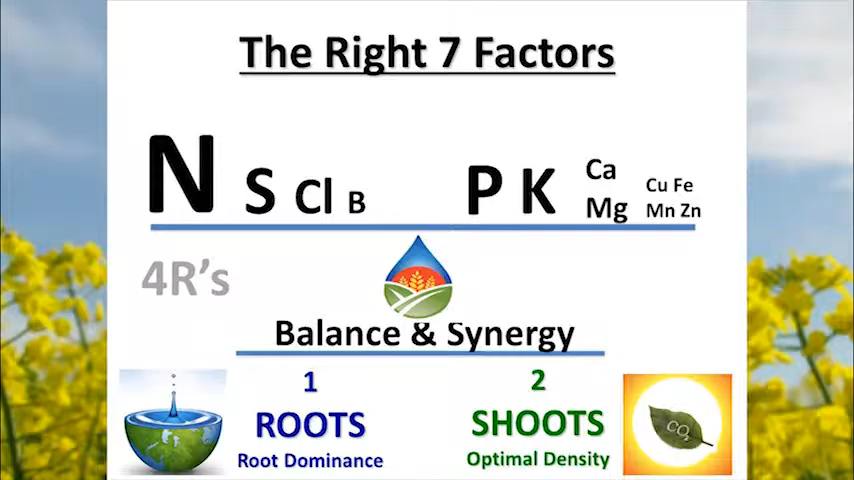 The Right 7 Factors
N S Cl B P K Ca Mg Cu Fe Mn Zn
4R's
Balance & Synergy
1
ROOTS
Root Dominance
2
SHOOTS
Optimal Density
CO₂